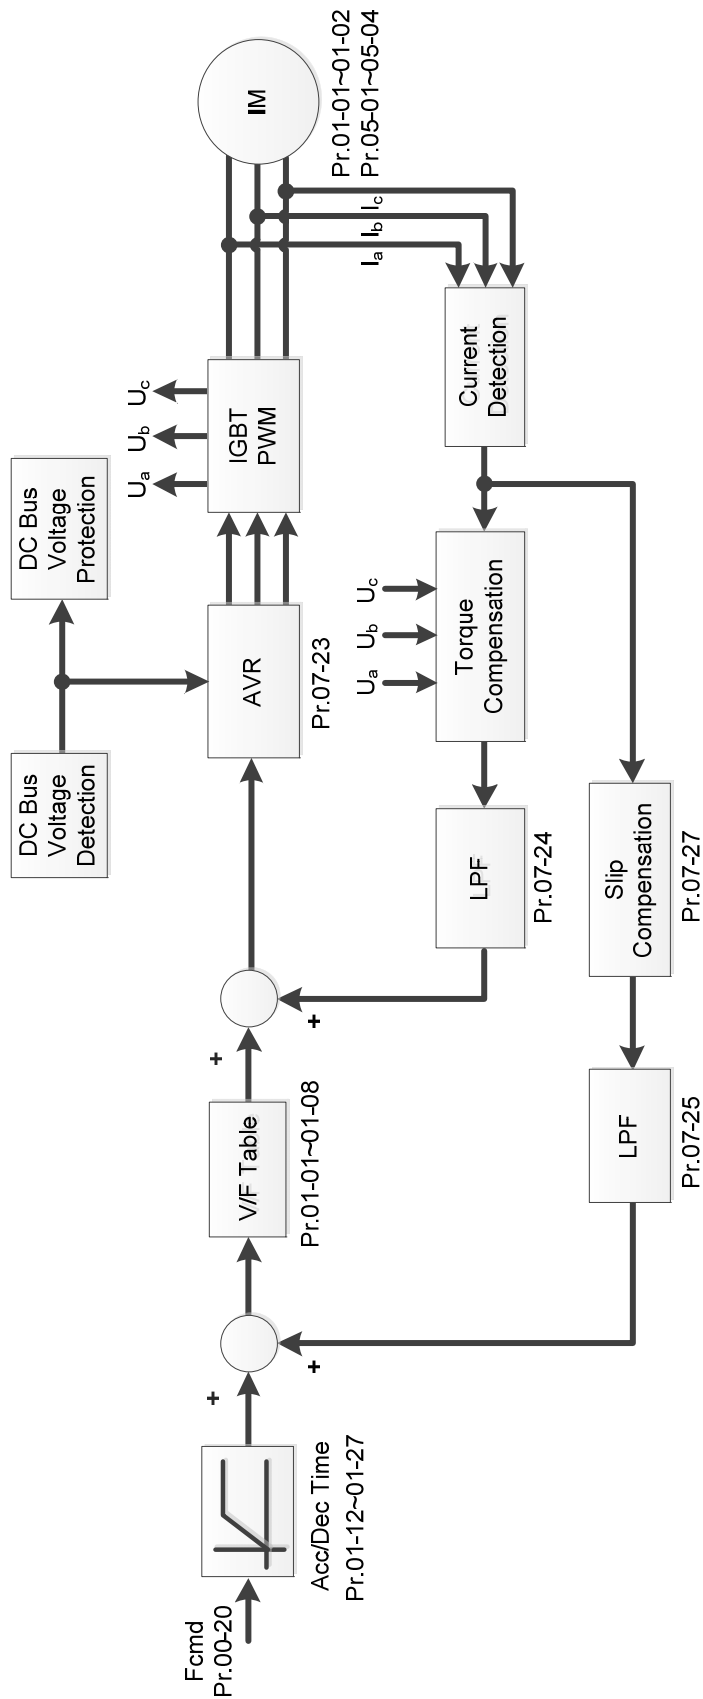 Fcmd
Pr.00-20
Acc/Dec Time
Pr.01-12~01-27
+
+
V/F Table
Pr.01-01~01-08
+
+
DC Bus
Voltage
Detection
DC Bus
Voltage
Protection
AVR
Pr.07-23
IGBT
PWM
Ua
Ub
Uc
IM
Pr.01-01~01-02
Pr.05-01~05-04
Ia
Ib
Ic
Current
Detection
Torque
Compensation
Ua
Ub
Uc
LPF
Pr.07-24
Slip
Compensation
Pr.07-27
LPF
Pr.07-25